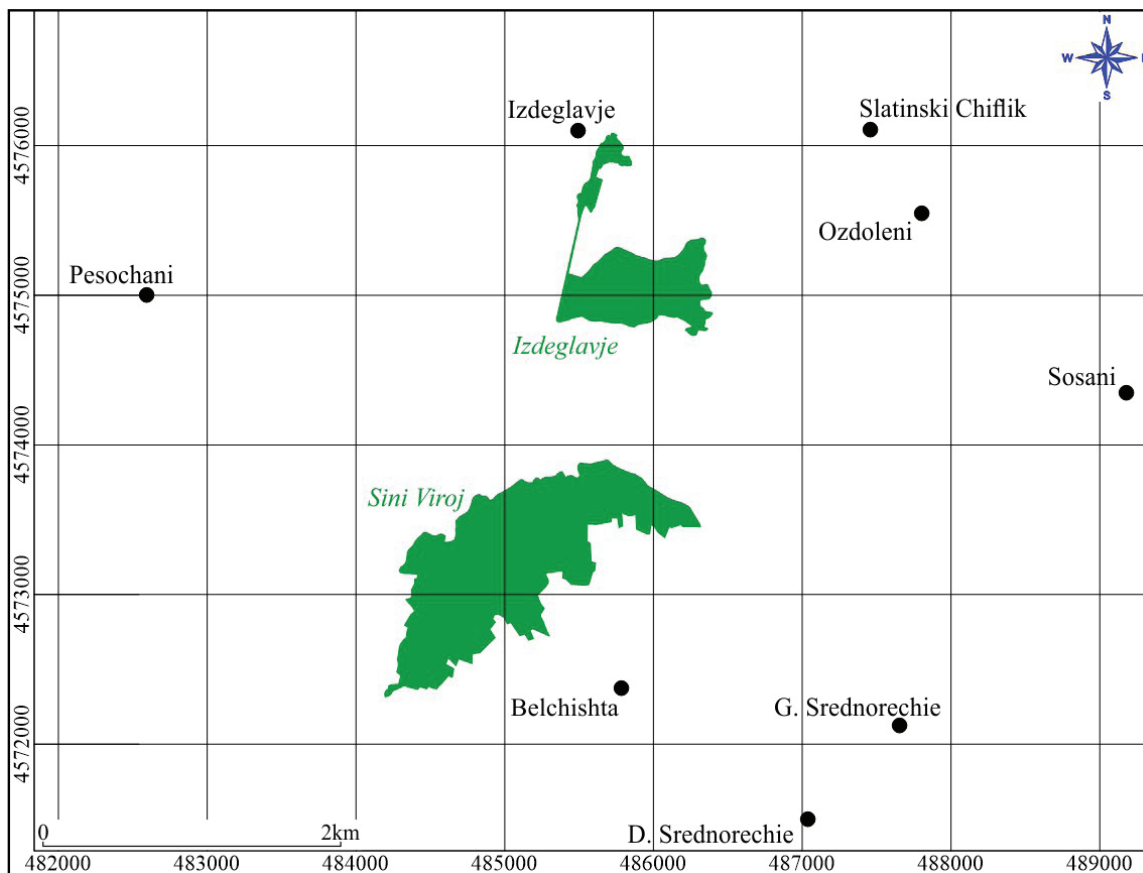 N
W
S
Izdeglavje
Slatinski Chiflik
4576000
Ozdoleni
Pesochani
4575000
Izdeglavje
Sosani
4574000
Sini Viroj
4573000
Belchishta
G. Srednorechie
4572000
0
2km
D. Srednorechie
482000 483000 484000 485000 486000 487000 488000 489000